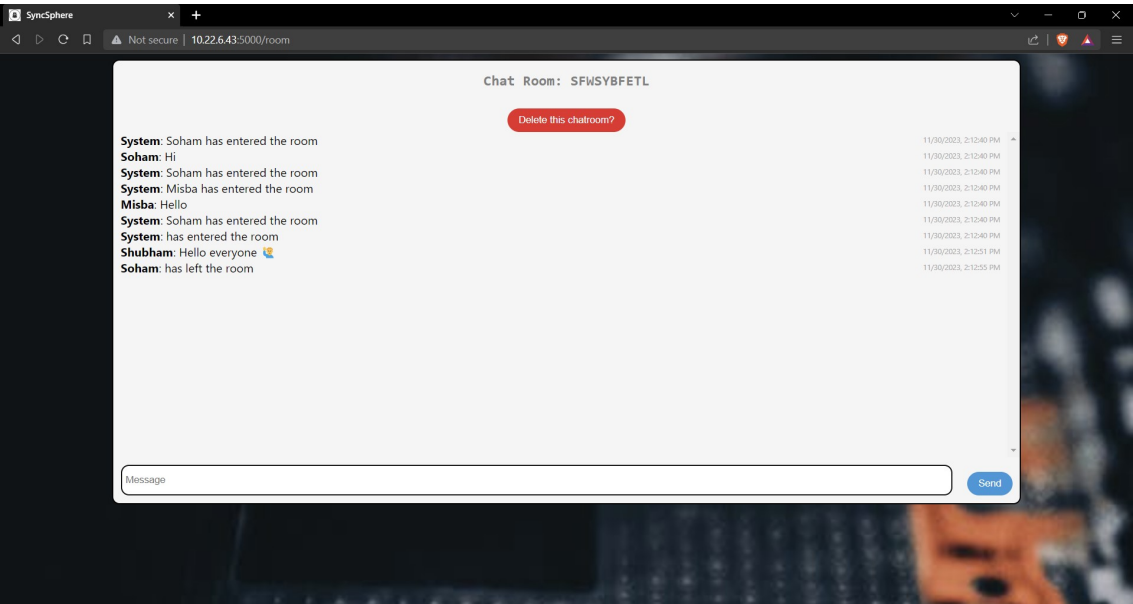 SyncSphere
Not secure | 10.22.6.43:5000/room
Chat Room: SFWSYBFETL
Delete this chatroom?
System: Soham has entered the room 11/30/2023, 2:12:40 PM
Soham: Hi 11/30/2023, 2:12:40 PM
System: Soham has entered the room 11/30/2023, 2:12:40 PM
System: Misba has entered the room 11/30/2023, 2:12:40 PM
Misba: Hello 11/30/2023, 2:12:40 PM
System: Soham has entered the room 11/30/2023, 2:12:40 PM
System: has entered the room 11/30/2023, 2:12:40 PM
Shubham: Hello everyone 🙋 11/30/2023, 2:12:51 PM
Soham: has left the room 11/30/2023, 2:12:55 PM
Message
Send